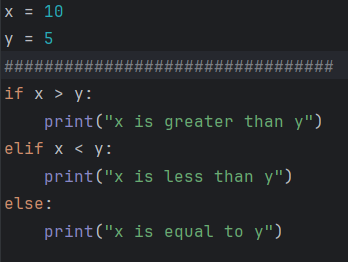 x = 10
y = 5
#################################
if x > y:
    print("x is greater than y")
elif x < y:
    print("x is less than y")
else:
    print("x is equal to y")